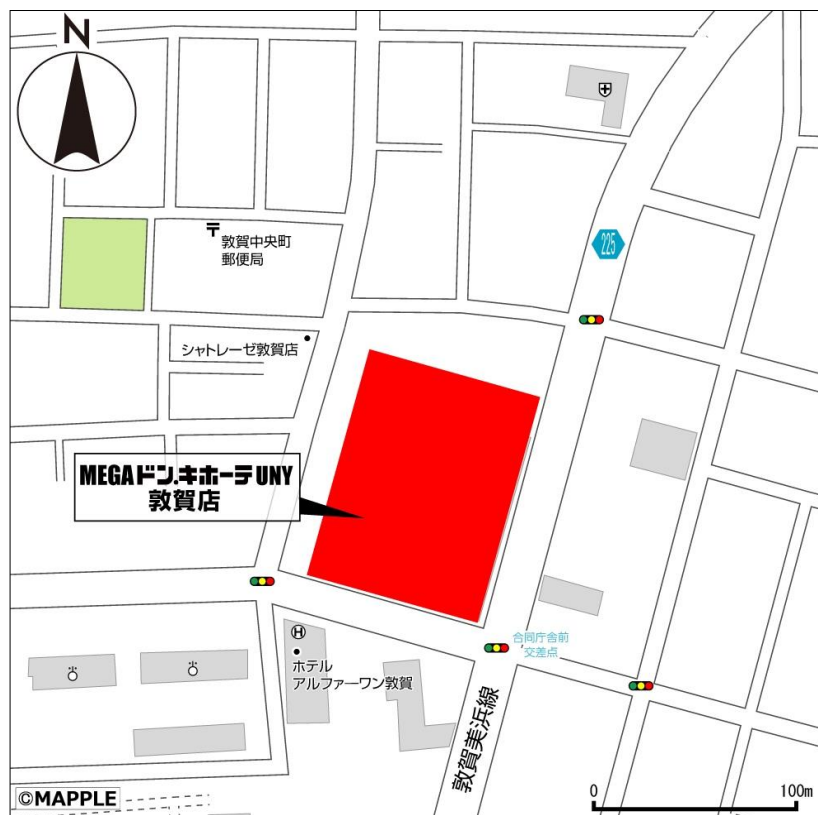 N
225
〒
敦賀中央町
郵便局
シャトレーゼ敦賀店
MEGAドン.キホーテUNY
敦賀店
合同庁舎前
交差点
H
ホテル
アルファーワン敦賀
敦賀美浜線
0 100m
©MAPPLE